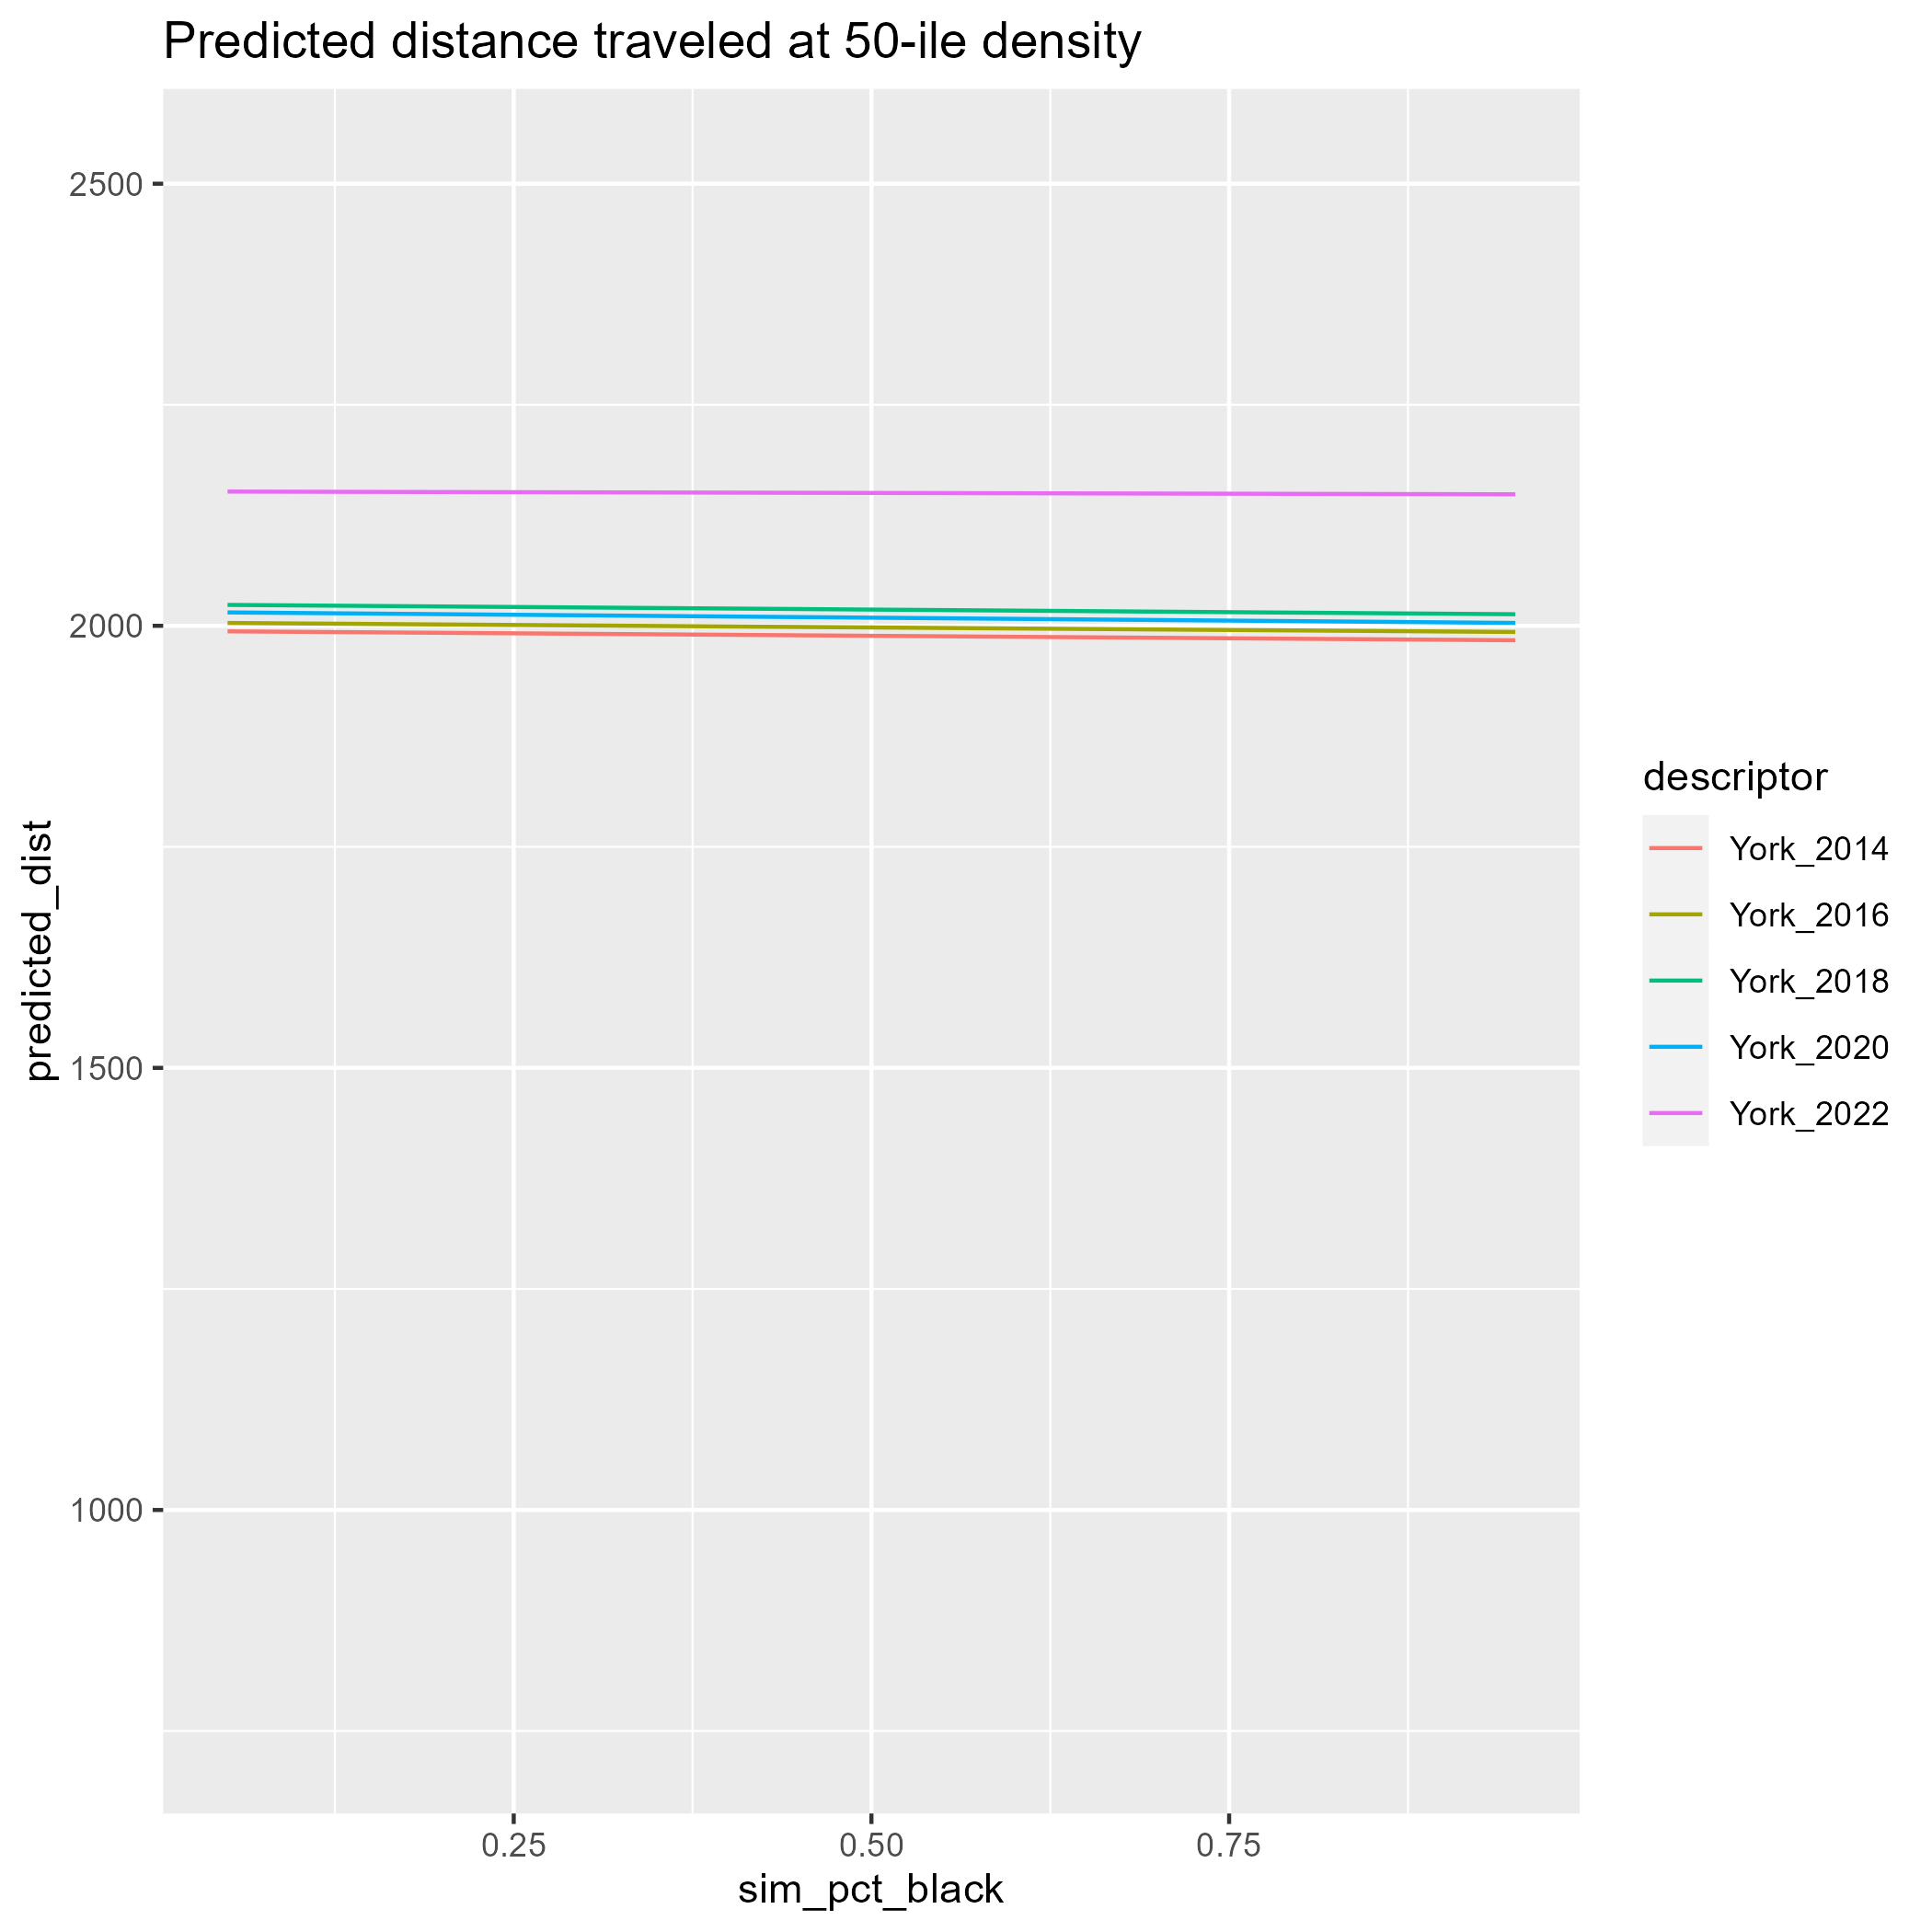 Predicted distance traveled at 50-ile density
2500
2000
1500
1000
predicted_dist
0.25
0.50
0.75
sim_pct_black
descriptor
York_2014
York_2016
York_2018
York_2020
York_2022